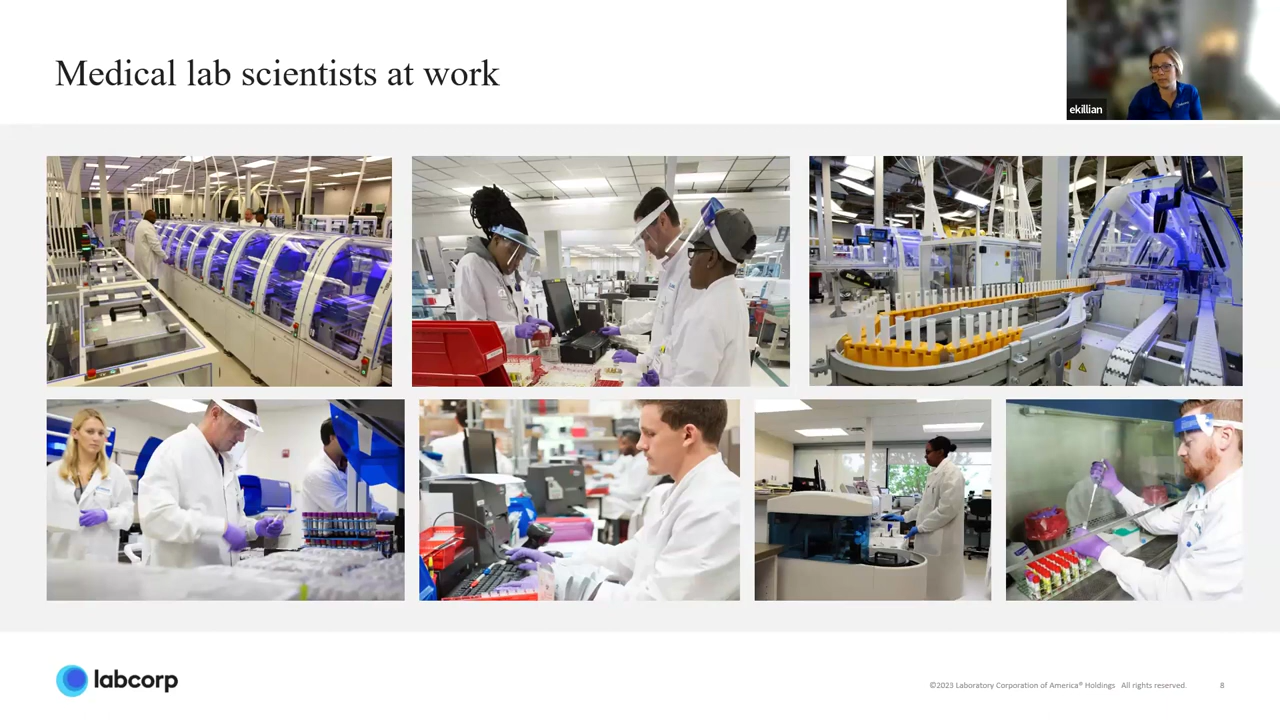 Medical lab scientists at work
ekillian
labcorp
©2023 Laboratory Corporation of America® Holdings All rights reserved. 8